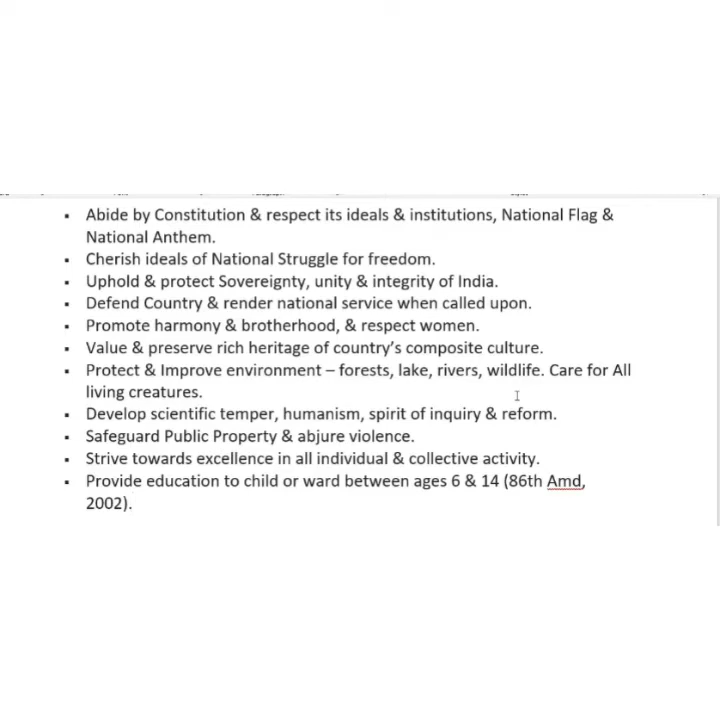 ▪ Abide by Constitution & respect its ideals & institutions, National Flag &
National Anthem.
▪ Cherish ideals of National Struggle for freedom.
▪ Uphold & protect Sovereignty, unity & integrity of India.
▪ Defend Country & render national service when called upon.
▪ Promote harmony & brotherhood, & respect women.
▪ Value & preserve rich heritage of country's composite culture.
▪ Protect & Improve environment – forests, lake, rivers, wildlife. Care for All
living creatures.
▪ Develop scientific temper, humanism, spirit of inquiry & reform.
▪ Safeguard Public Property & abjure violence.
▪ Strive towards excellence in all individual & collective activity.
▪ Provide education to child or ward between ages 6 & 14 (86th Amd,
2002).